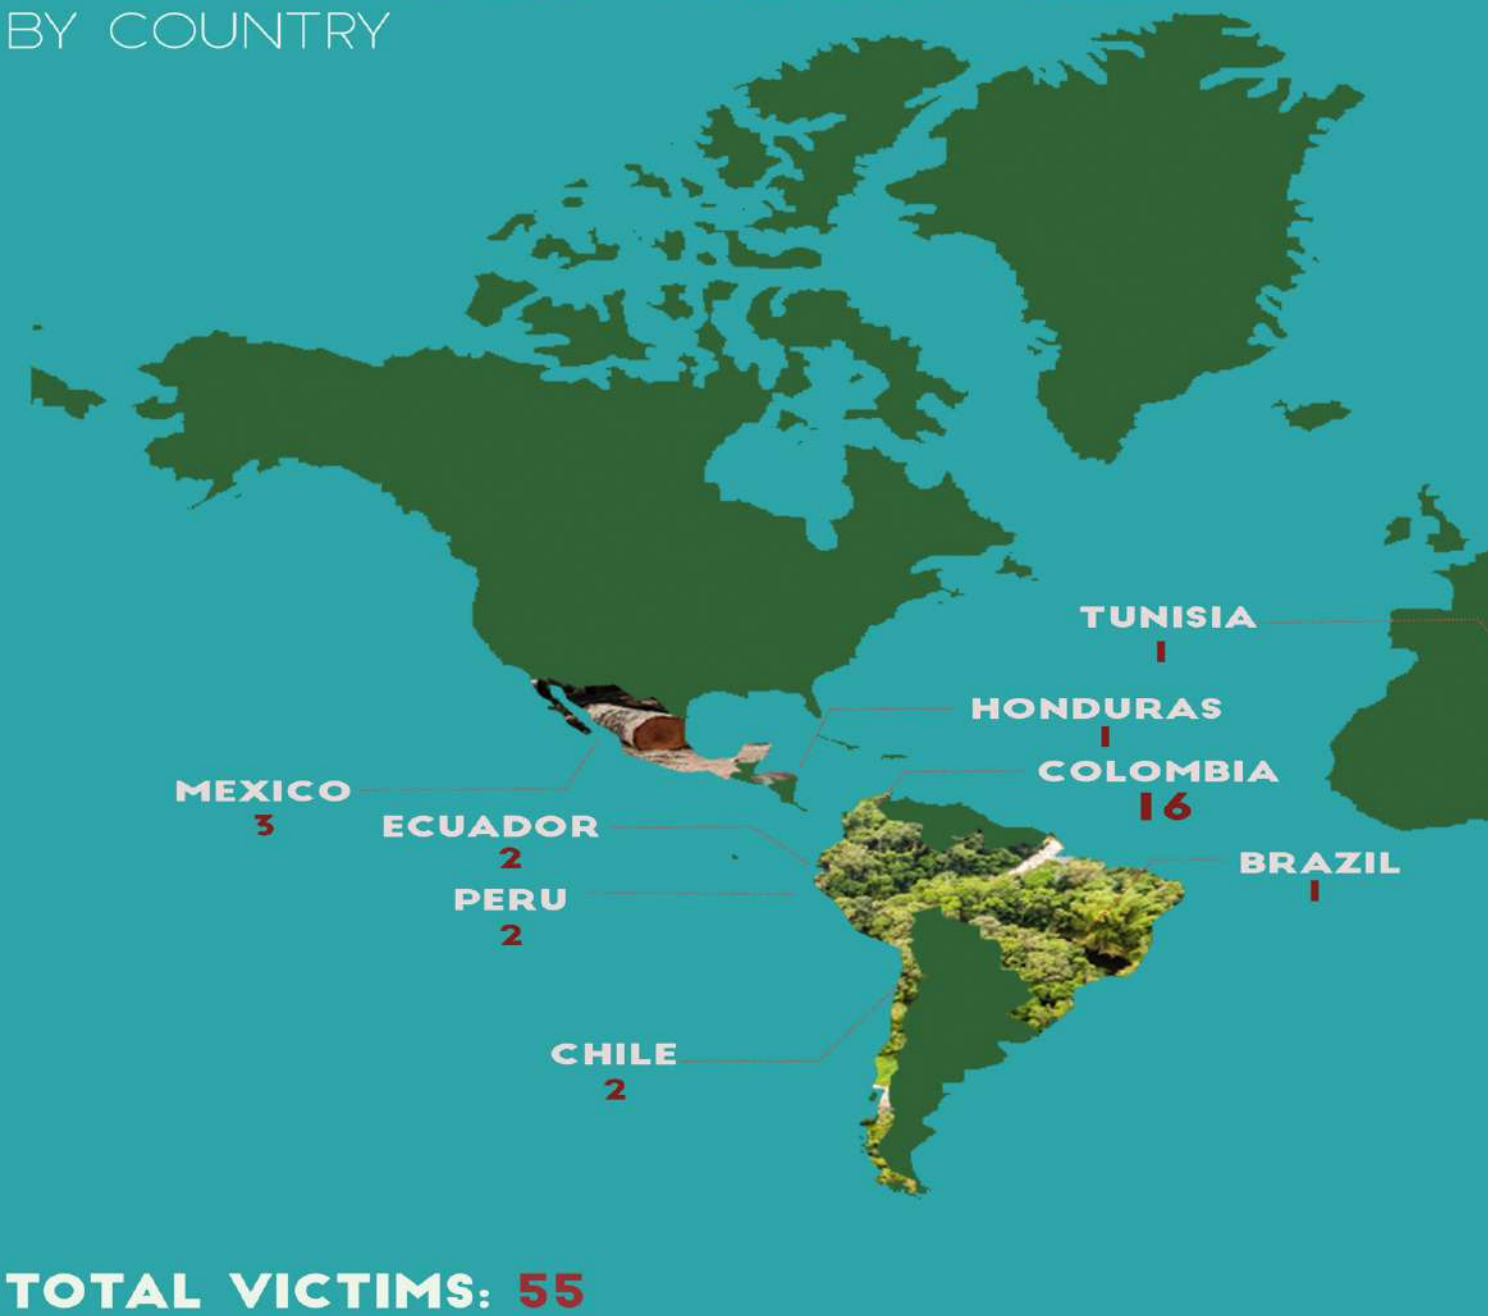 BY COUNTRY
TUNISIA
1
HONDURAS
1
COLOMBIA
16
MEXICO
3
ECUADOR
2
BRAZIL
1
PERU
2
CHILE
2
TOTAL VICTIMS: 55